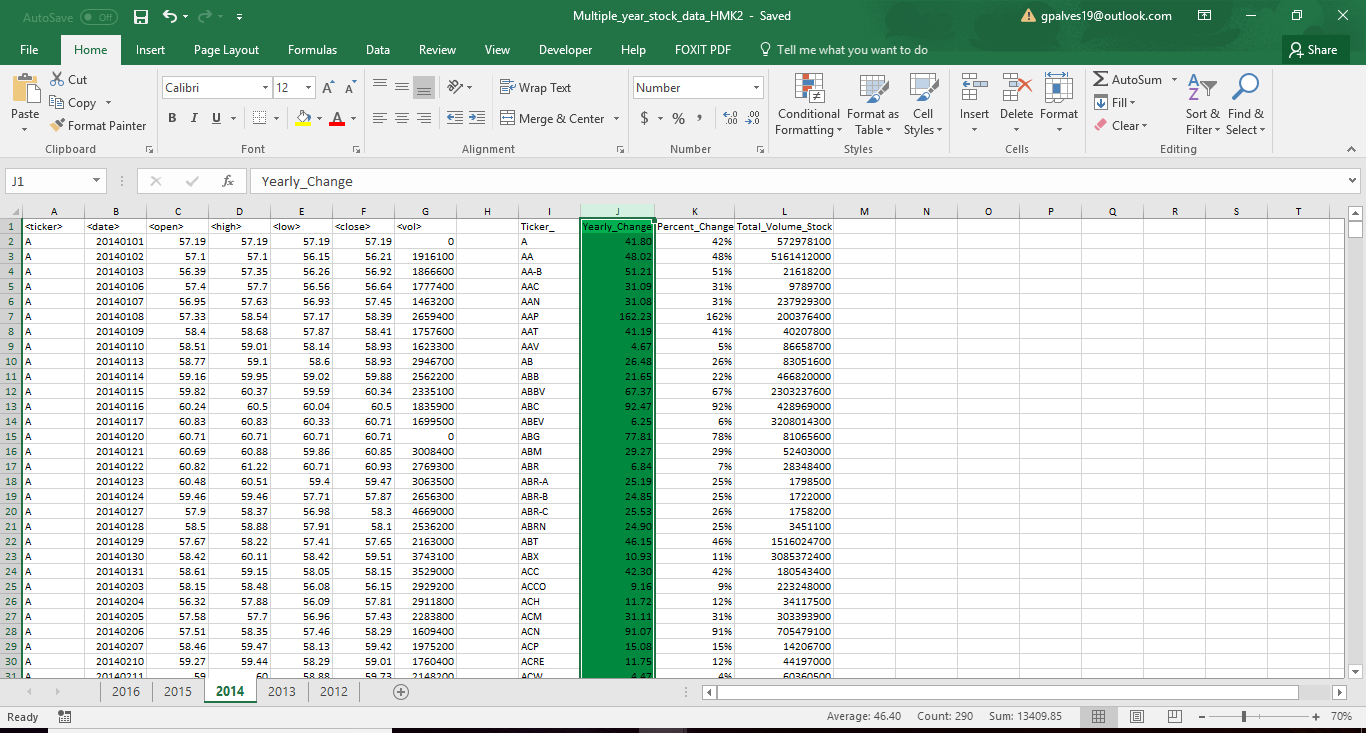 AutoSave Off Multiple_year_stock_data_HMK2 - Saved gpalves19@outlook.com
File Home Insert Page Layout Formulas Data Review View Developer Help FOXIT PDF Tell me what you want to do Share
Paste Cut Copy Format Painter
Calibri 12
B I U A
Wrap Text
Merge & Center
Number
$ % ,
Conditional Formatting Format as Table Cell Styles
Insert Delete Format
AutoSum Fill Clear
Sort & Filter Find & Select
Clipboard Font Alignment Number Styles Cells Editing
J1 fx Yearly_Change
A B C D E F G H I J K L M N O P Q R S T
1 <ticker> <date> <open> <high> <low> <close> <vol> Ticker_ Yearly_Change Percent_Change Total_Volume_Stock
2 A 20140101 57.19 57.19 57.19 57.19 0 A 41.80 42% 572978100
3 A 20140102 57.1 57.1 56.15 56.21 1916100 AA 48.02 48% 5161412000
4 A 20140103 56.39 57.35 56.26 56.92 1866600 AA-B 51.21 51% 21618200
5 A 20140106 57.4 57.7 56.56 56.64 1777400 AAC 31.09 31% 9789700
6 A 20140107 56.95 57.63 56.93 57.45 1463200 AAN 31.08 31% 237929300
7 A 20140108 57.33 58.54 57.17 58.39 2659400 AAP 162.23 162% 200376400
8 A 20140109 58.4 58.68 57.87 58.41 1757600 AAT 41.19 41% 40207800
9 A 20140110 58.51 59.01 58.14 58.93 1623300 AAV 4.67 5% 86658700
10 A 20140113 58.77 59.1 58.6 58.93 2946700 AB 26.48 26% 83051600
11 A 20140114 59.16 59.95 59.02 59.88 2562200 ABB 21.65 22% 466820000
12 A 20140115 59.82 60.37 59.59 60.34 2335100 ABBV 67.37 67% 2303237600
13 A 20140116 60.24 60.5 60.04 60.5 1835900 ABC 92.47 92% 428969000
14 A 20140117 60.83 60.83 60.33 60.71 1699500 ABEV 6.25 6% 3208014300
15 A 20140120 60.71 60.71 60.71 60.71 0 ABG 77.81 78% 81065600
16 A 20140121 60.69 60.88 59.86 60.85 3008400 ABM 29.27 29% 52403000
17 A 20140122 60.82 61.22 60.71 60.93 2769300 ABR 6.84 7% 28348400
18 A 20140123 60.48 60.51 59.4 59.47 3063500 ABR-A 25.19 25% 1798500
19 A 20140124 59.46 59.46 57.71 57.87 2656300 ABR-B 24.85 25% 1722000
20 A 20140127 57.9 58.37 56.98 58.3 4669000 ABR-C 25.53 26% 1758200
21 A 20140128 58.5 58.88 57.91 58.1 2536200 ABRN 24.90 25% 3451100
22 A 20140129 57.67 58.22 57.41 57.65 2163000 ABT 46.15 46% 1516024700
23 A 20140130 58.42 60.11 58.42 59.51 3743100 ABX 10.93 11% 3085372400
24 A 20140131 58.61 59.15 58.05 58.15 3529000 ACC 42.30 42% 180543400
25 A 20140203 58.15 58.48 56.08 56.15 2929200 ACCO 9.16 9% 223248000
26 A 20140204 56.32 57.88 56.09 57.81 2911800 ACH 11.72 12% 34117500
27 A 20140205 57.58 57.7 56.96 57.43 2283800 ACM 31.11 31% 303393900
28 A 20140206 57.51 58.35 57.46 58.29 1609400 ACN 91.07 91% 705479100
29 A 20140207 58.46 59.47 58.13 59.42 1975200 ACP 15.08 15% 14206700
30 A 20140210 59.27 59.44 58.29 59.01 1760400 ACRE 11.75 12% 44197000
31 A 20140211 59 60 58.88 59.73 2148200 ACW 4.47 4% 60360500
2016 2015 2014 2013 2012
Ready Average: 46.40 Count: 290 Sum: 13409.85 70%